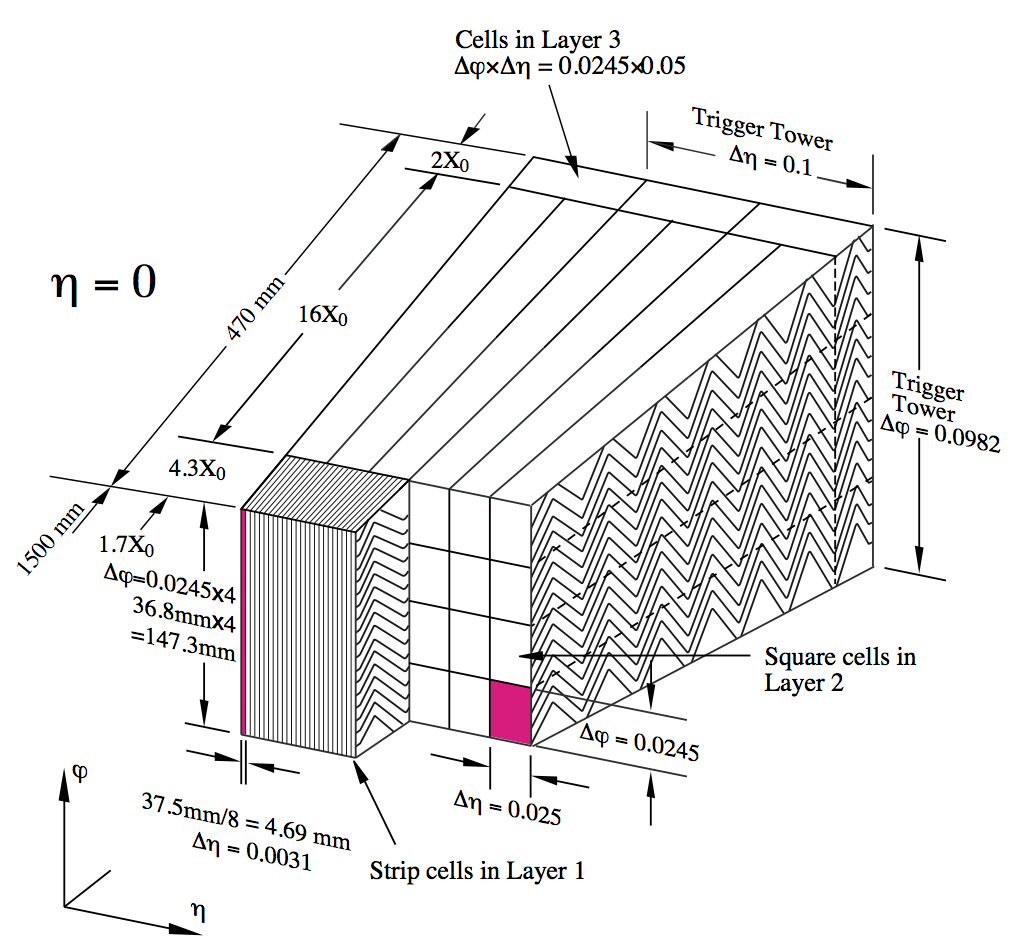 Cells in Layer 3
Δφ×Δη = 0.0245×0.05
Trigger Tower
Δη = 0.1
2X0
η = 0
470 mm
16X0
Trigger
Tower
Δφ = 0.0982
4.3X0
1500 mm
1.7X0
Δφ=0.0245x4
36.8mmx4
=147.3mm
Square cells in
Layer 2
Δφ = 0.0245
φ
37.5mm/8 = 4.69 mm
Δη = 0.0031
Δη = 0.025
Strip cells in Layer 1
η